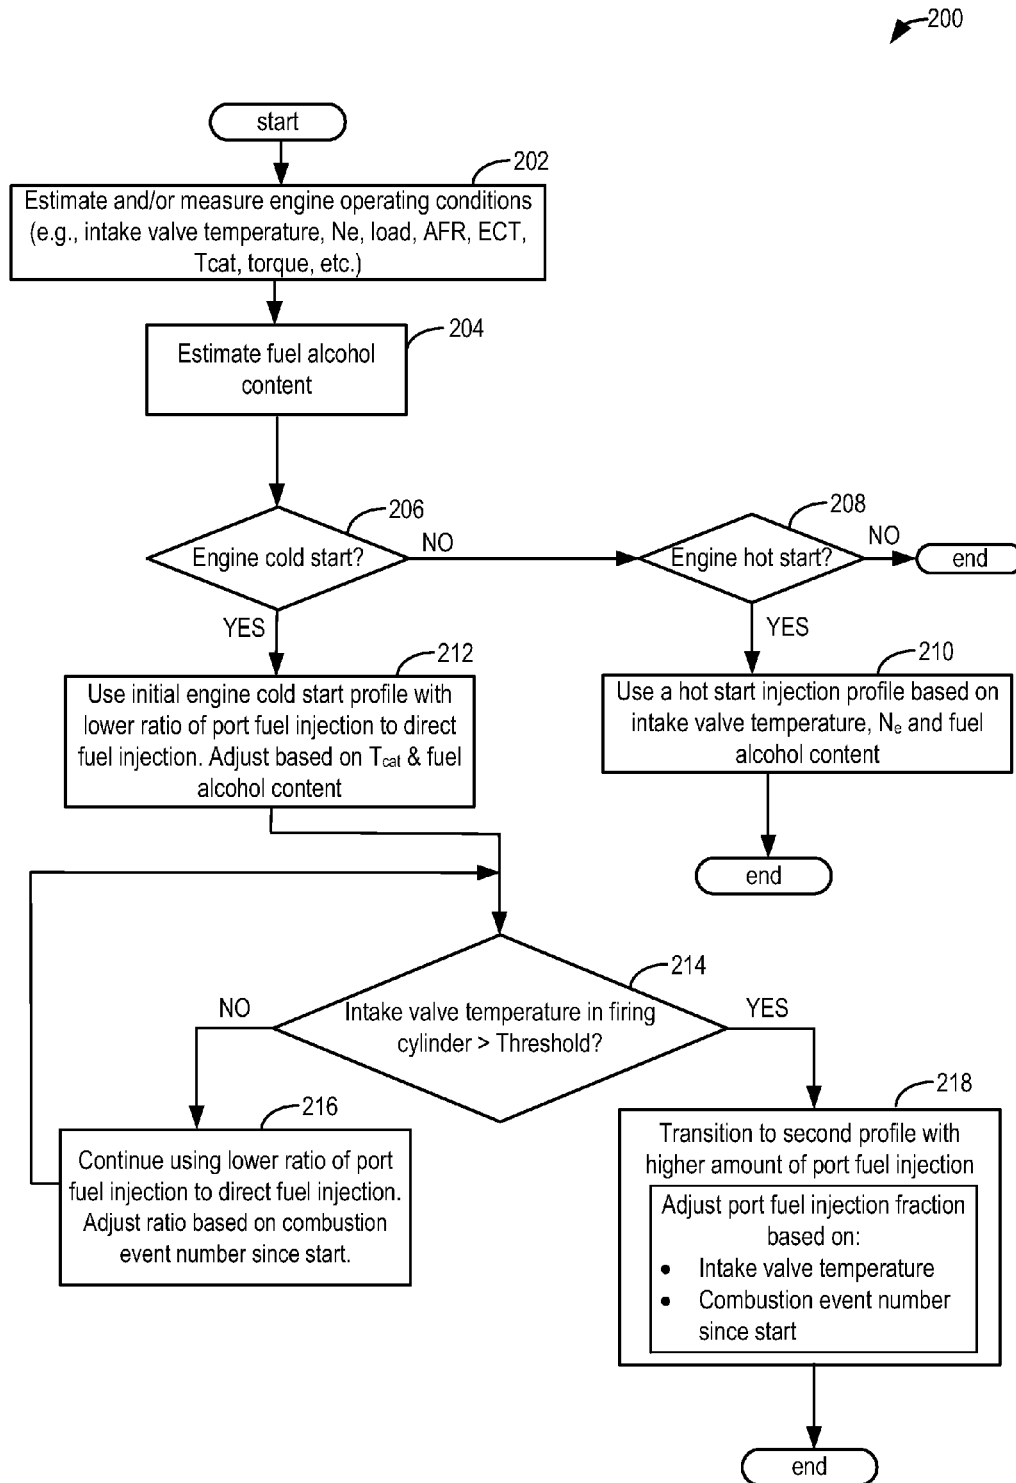 200
start
202
Estimate and/or measure engine operating conditions
(e.g., intake valve temperature, Ne, load, AFR, ECT,
Tcat, torque, etc.)
204
Estimate fuel alcohol
content
206
Engine cold start?
NO
208
Engine hot start?
NO
end
YES
YES
212
Use initial engine cold start profile with
lower ratio of port fuel injection to direct
fuel injection. Adjust based on Tcat & fuel
alcohol content
210
Use a hot start injection profile based on
intake valve temperature, Ne and fuel
alcohol content
end
214
Intake valve temperature in firing
cylinder > Threshold?
NO
YES
216
Continue using lower ratio of port
fuel injection to direct fuel injection.
Adjust ratio based on combustion
event number since start.
218
Transition to second profile with
higher amount of port fuel injection
Adjust port fuel injection fraction
based on:
• Intake valve temperature
• Combustion event number
since start
end